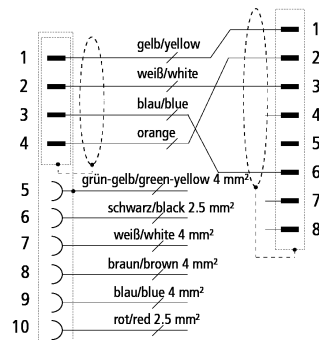 gelb/yellow
weiß/white
blau/blue
orange
grün-gelb/green-yellow 4 mm²
schwarz/black 2.5 mm²
weiß/white 4 mm²
braun/brown 4 mm²
blau/blue 4 mm²
rot/red 2.5 mm²
1
2
3
4
5
6
7
8
9
10
1
2
3
4
5
6
7
8